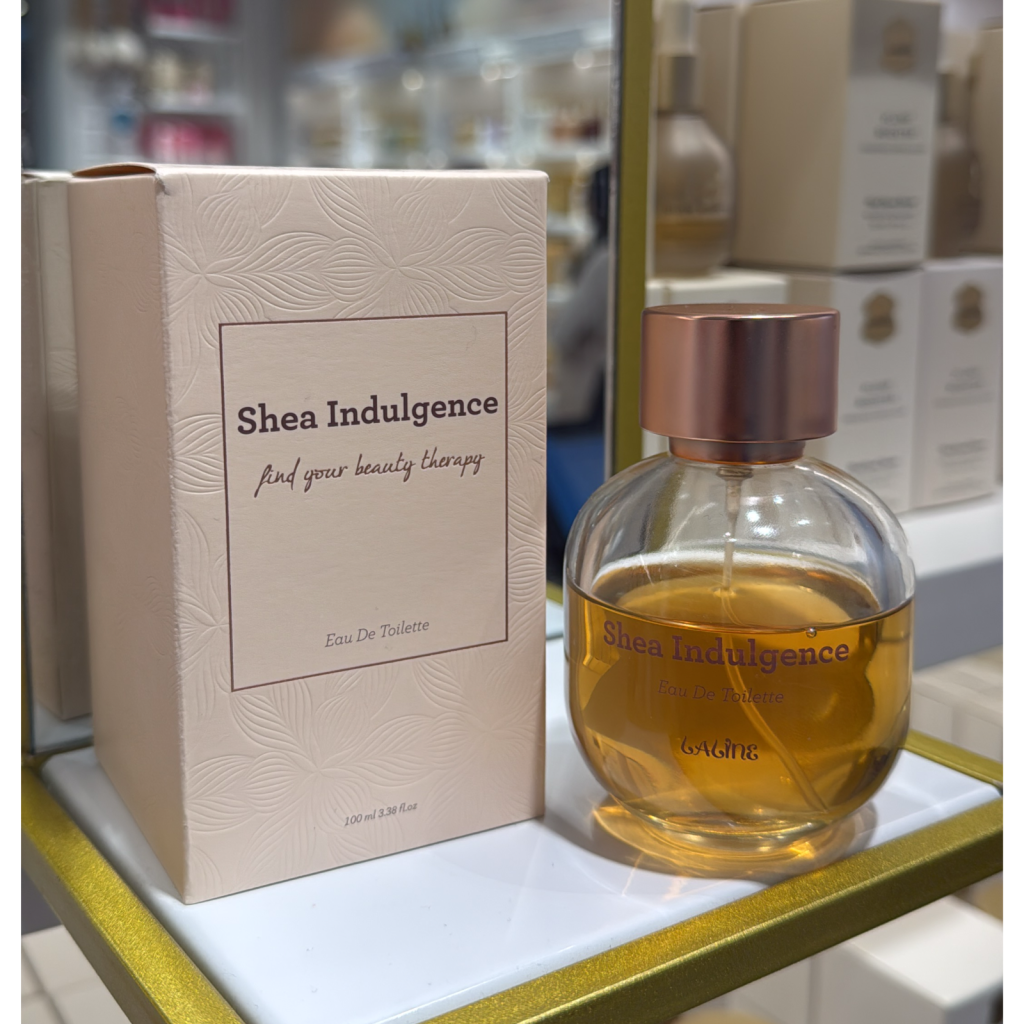 Shea Indulgence
find your beauty therapy
Eau De Toilette
100 ml 3.38 fl.oz
Shea Indulgence
Eau De Toilette
LALINE